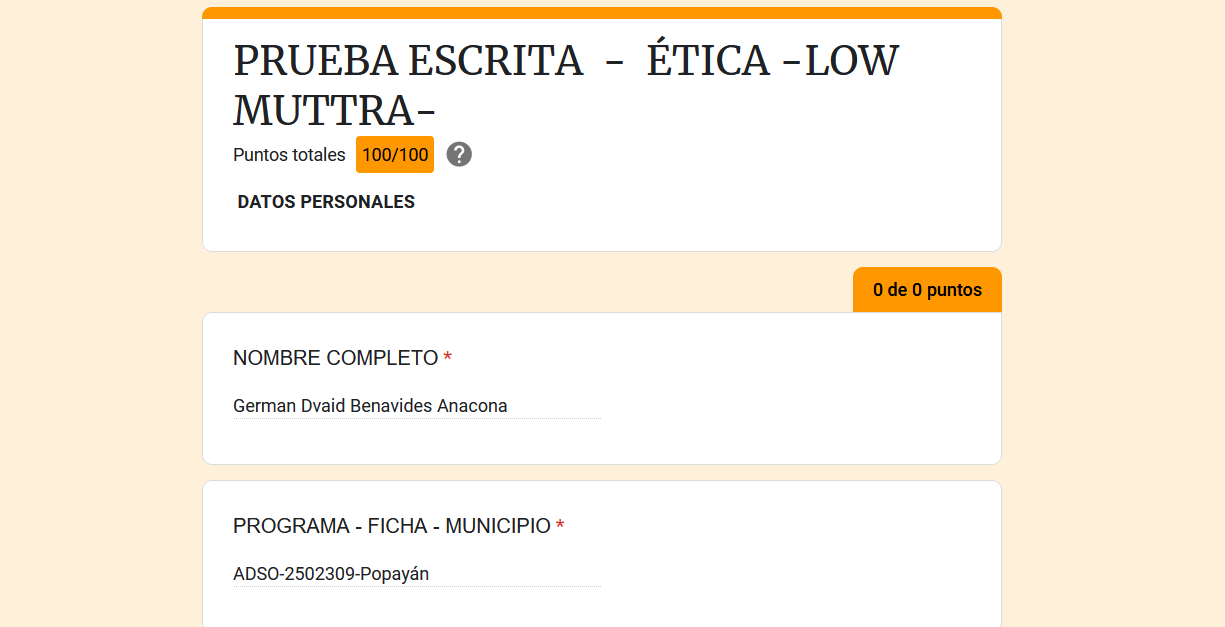 PRUEBA ESCRITA - ÉTICA -LOW
MUTTRA-
Puntos totales 100/100 ?
DATOS PERSONALES
0 de 0 puntos
NOMBRE COMPLETO *
German Dvaid Benavides Anacona
PROGRAMA - FICHA - MUNICIPIO *
ADSO-2502309-Popayán